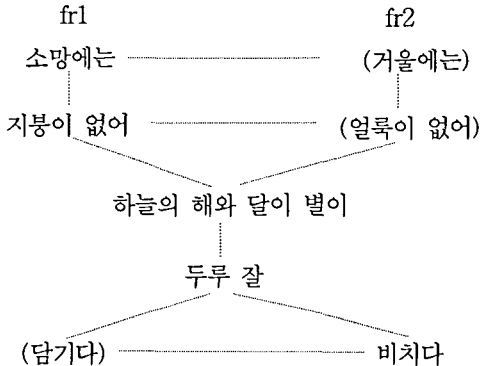 fr1 fr2
소망에는 (거울에는)
지붕이 없어 (얼룩이 없어)
하늘의 해와 달이 별이
두루 잘
(담기다) 비치다